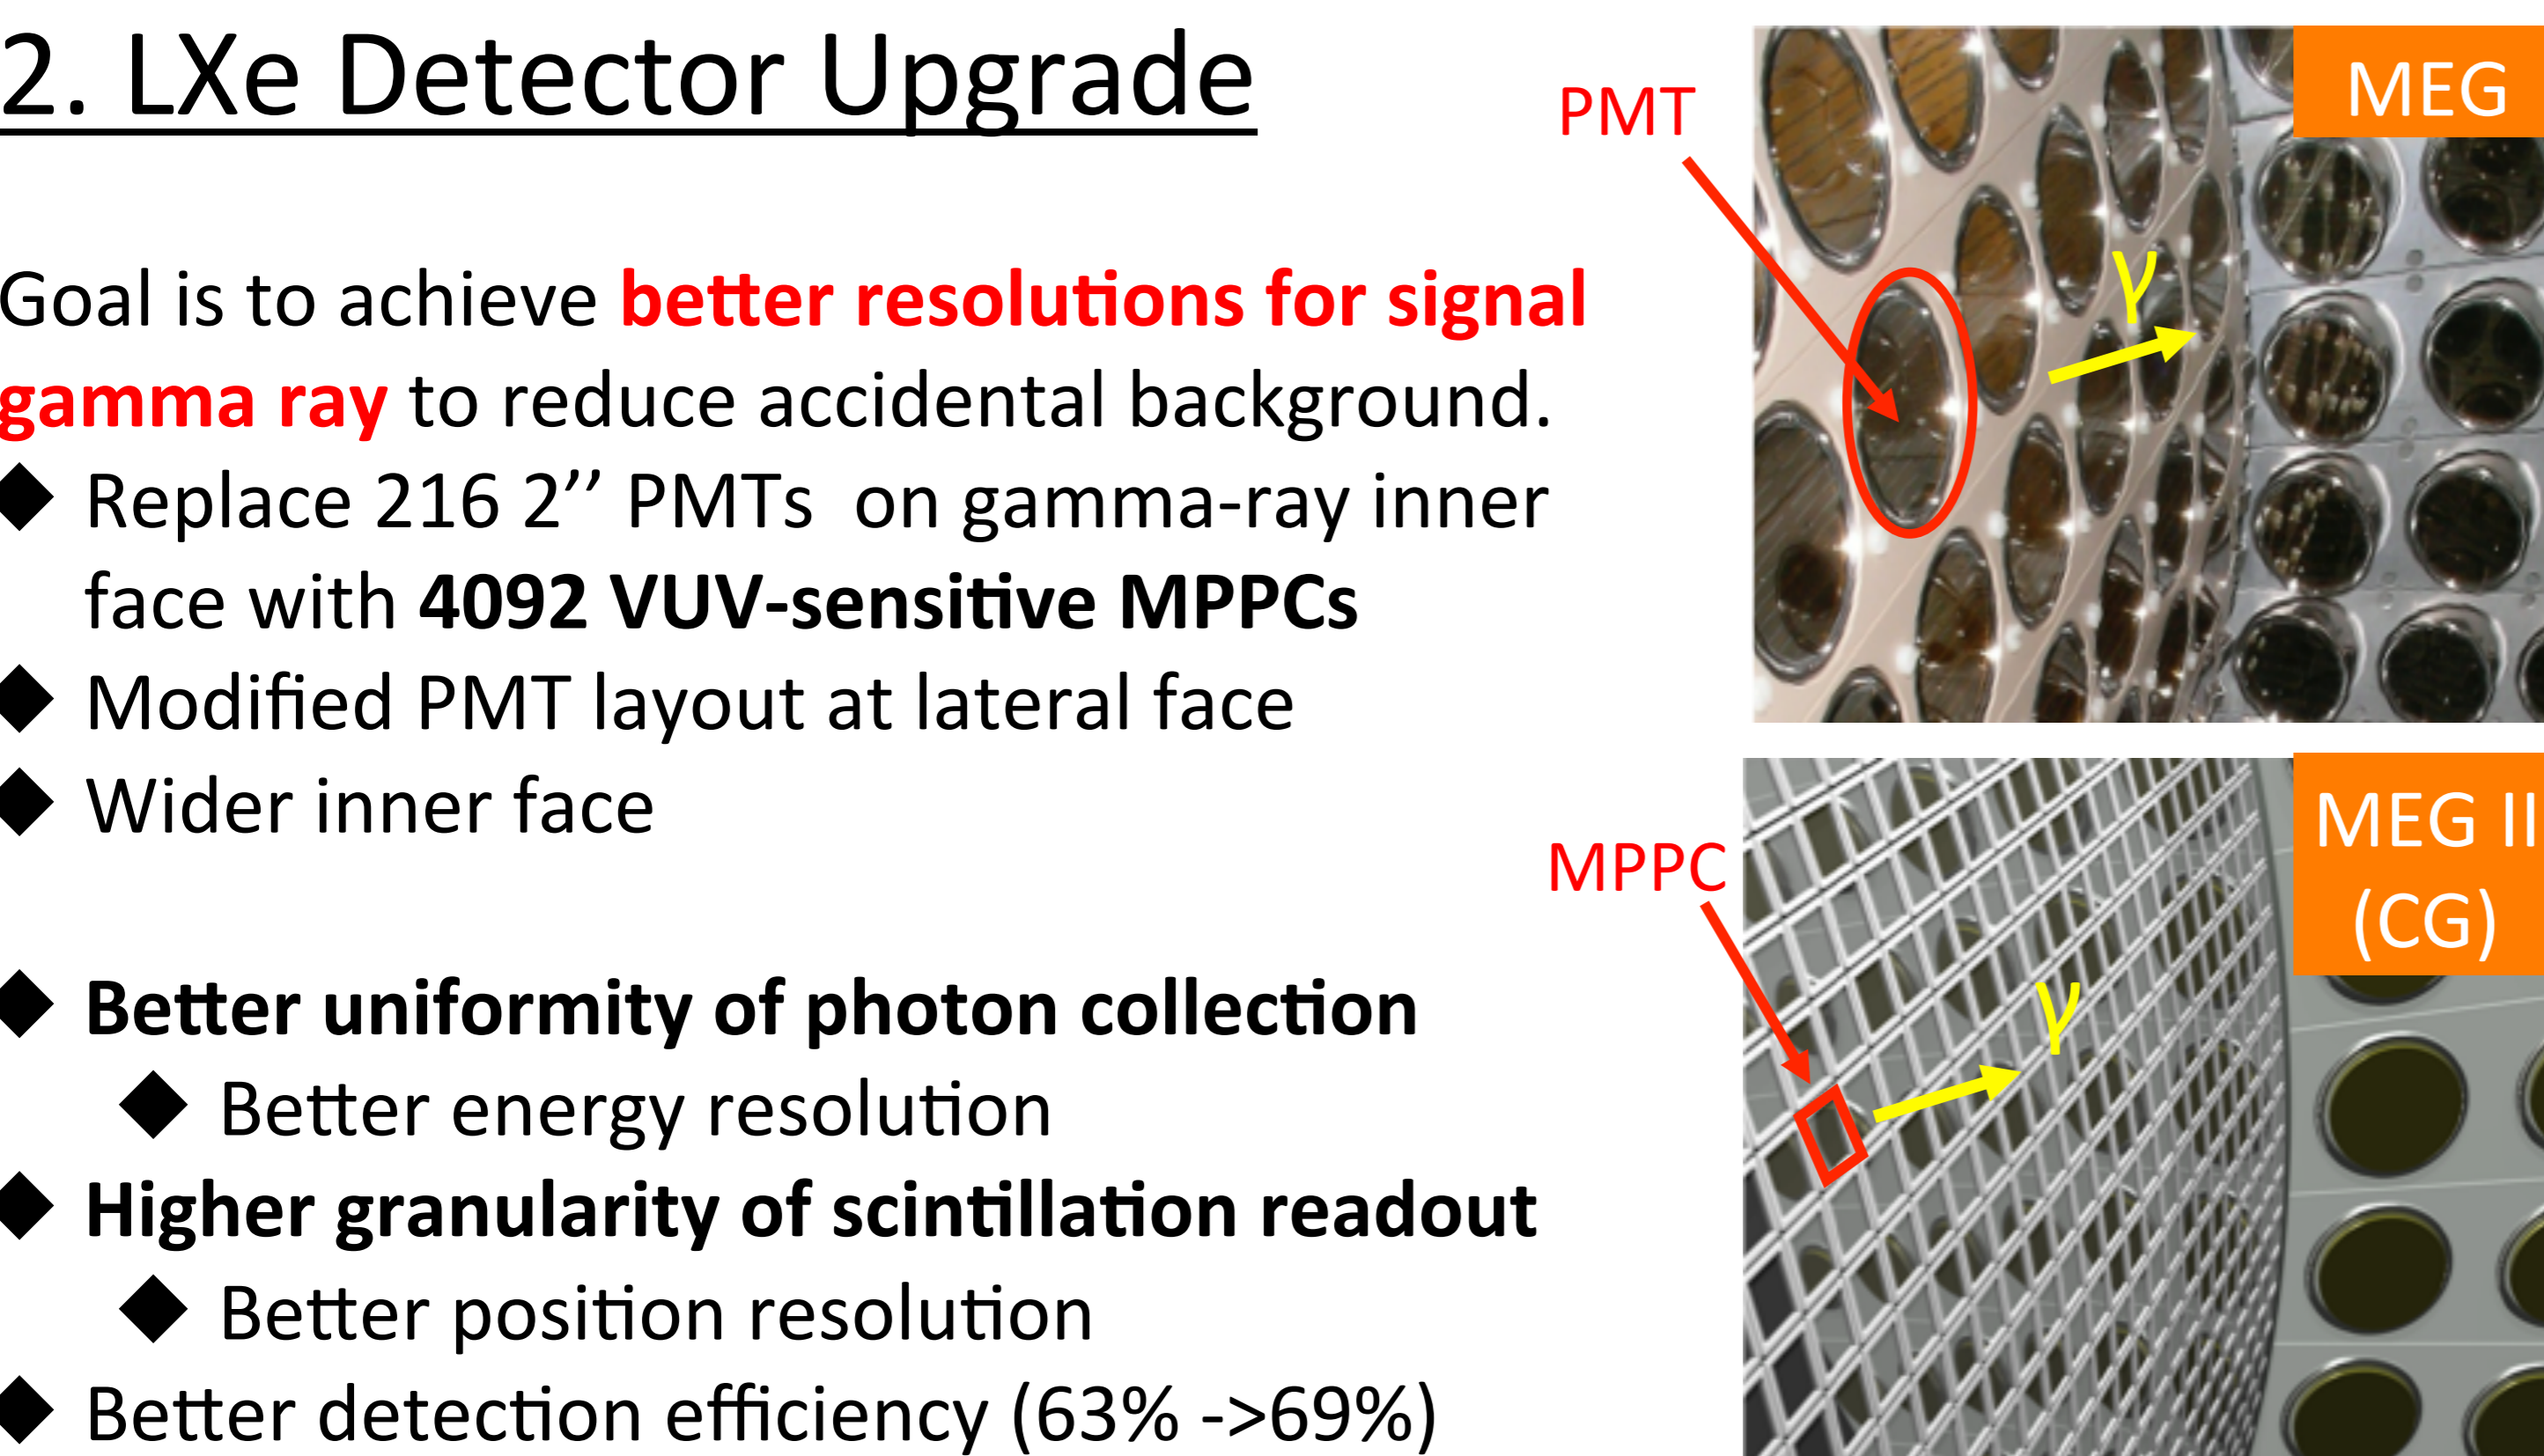 2. LXe Detector Upgrade
Goal is to achieve better resolutions for signal
gamma ray to reduce accidental background.
◆ Replace 216 2’’ PMTs on gamma-ray inner
face with 4092 VUV-sensitive MPPCs
◆ Modified PMT layout at lateral face
◆ Wider inner face
◆ Better uniformity of photon collection
◆ Better energy resolution
◆ Higher granularity of scintillation readout
◆ Better position resolution
◆ Better detection efficiency (63% ->69%)
PMT
MEG
γ
MPPC
MEG II
(CG)
γ